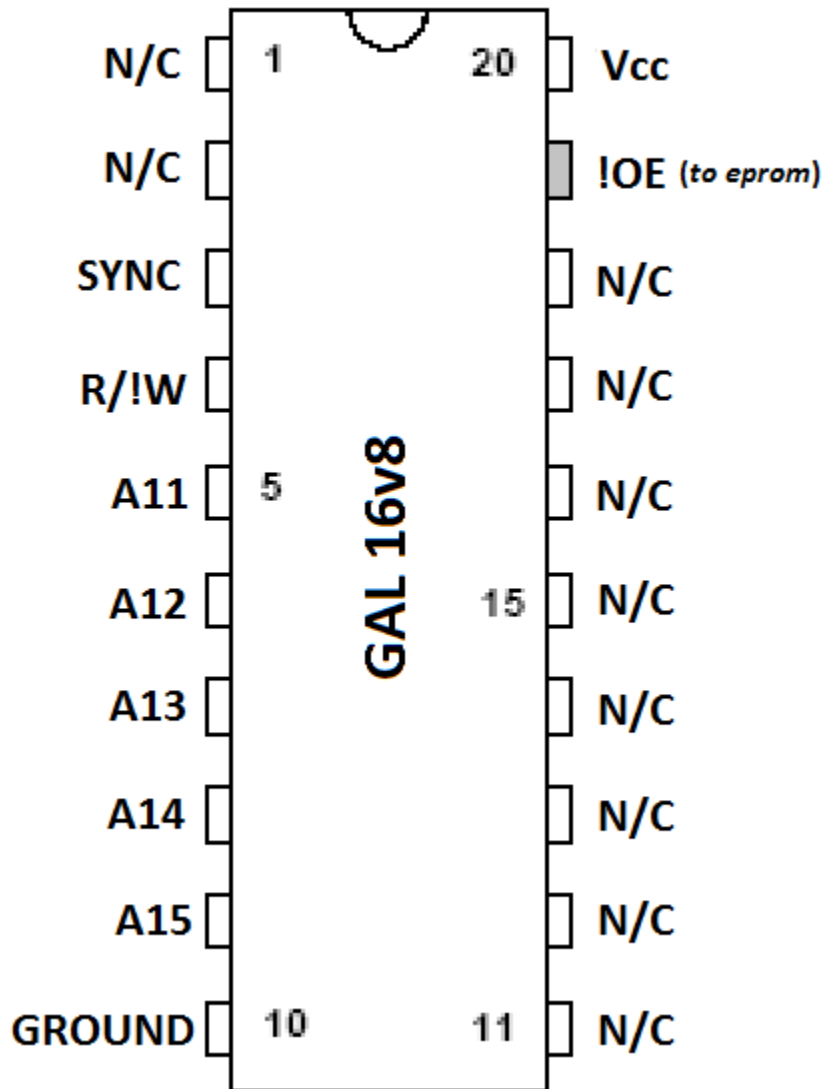 N/C 1 20 Vcc
N/C !OE (to eprom)
SYNC N/C
R/!W N/C
A11 5 N/C
A12 15 N/C
A13 N/C
A14 N/C
A15 N/C
GROUND 10 11 N/C
GAL 16v8